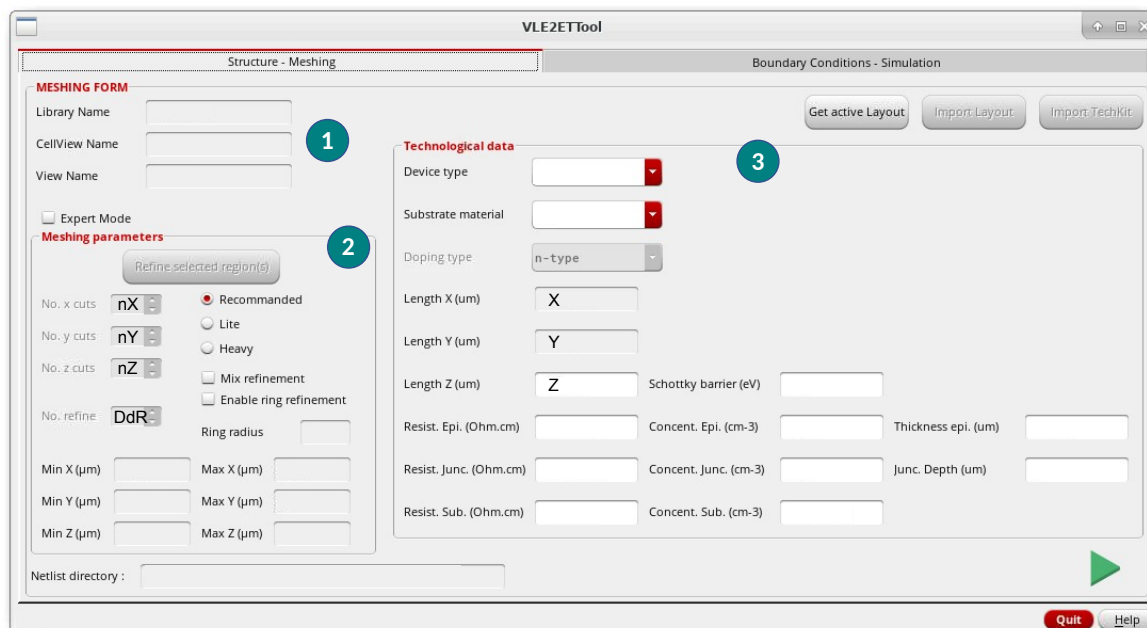 VLE2ETTool
Structure - Meshing
Boundary Conditions - Simulation
MESHING FORM
Library Name
CellView Name
View Name
1
Get active Layout
Import Layout
Import TechKit
Expert Mode
Meshing parameters
2
Refine selected region(s)
No. x cuts nX
No. y cuts nY
No. z cuts nZ
No. refine DdR
Recommanded
Lite
Heavy
Mix refinement
Enable ring refinement
Ring radius
Min X (µm) Max X (µm)
Min Y (µm) Max Y (µm)
Min Z (µm) Max Z (µm)
Technological data
3
Device type
Substrate material
Doping type n-type
Length X (um) X
Length Y (um) Y
Length Z (um) Z Schottky barrier (eV)
Resist. Epi. (Ohm.cm) Concent. Epi. (cm-3) Thickness epi. (um)
Resist. Junc. (Ohm.cm) Concent. Junc. (cm-3) Junc. Depth (um)
Resist. Sub. (Ohm.cm) Concent. Sub. (cm-3)
Netlist directory :
Quit Help